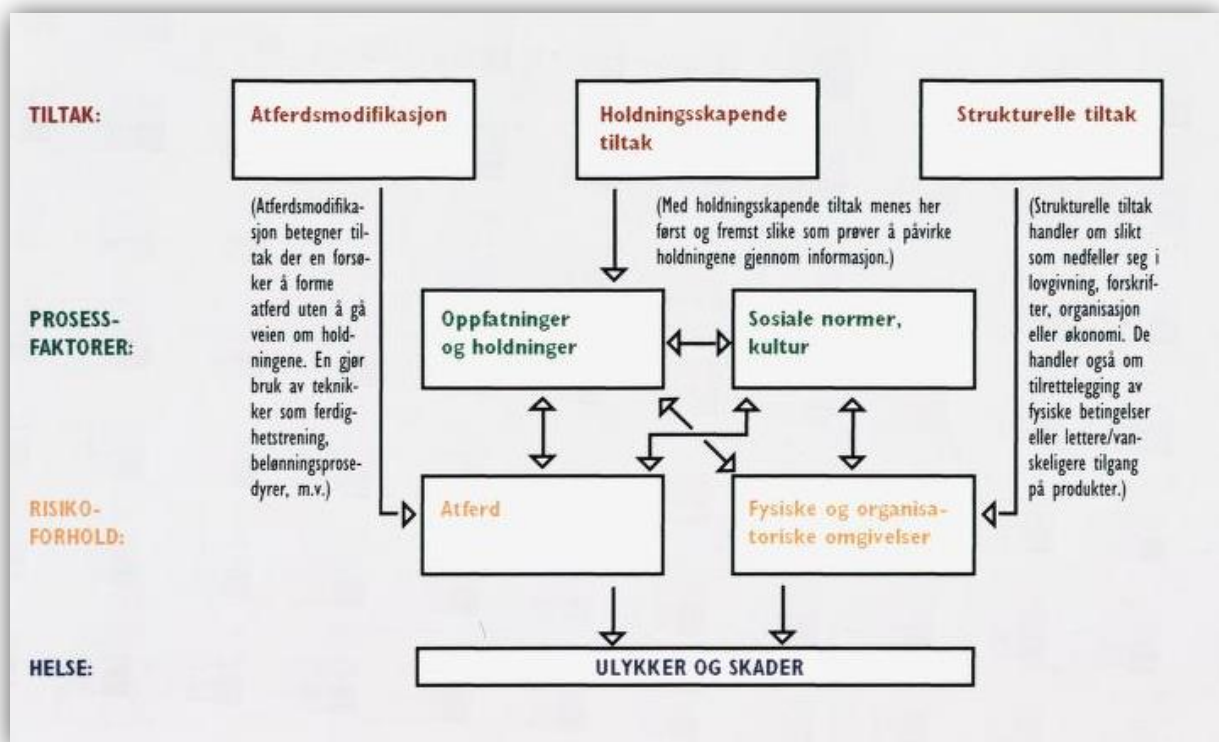 TILTAK:
Atferdsmodifikasjon
Holdningsskapende
tiltak
Strukturelle tiltak
(Atferdsmodifika-
sjon betegner til-
tak der en forsø-
ker å forme
atferd uten å gå
veien om hold-
ningene. En gjør
bruk av teknik-
ker som ferdig-
hetstrening,
belønningsprose-
dyrer, m.v.)
(Med holdningsskapende tiltak menes her
først og fremst slike som prøver å påvirke
holdningene gjennom informasjon.)
(Strukturelle tiltak
handler om slikt
som nedfeller seg i
lovgivning, forskrif-
ter, organisasjon
eller økonomi. De
handler også om
tilrettelegging av
fysiske betingelser
eller lettere/van-
skeligere tilgang
på produkter.)
PROSESS-
FAKTORER:
Oppfatninger
og holdninger
Sosiale normer,
kultur
RISIKO-
FORHOLD:
Atferd
Fysiske og organisa-
toriske omgivelser
HELSE:
ULYKKER OG SKADER